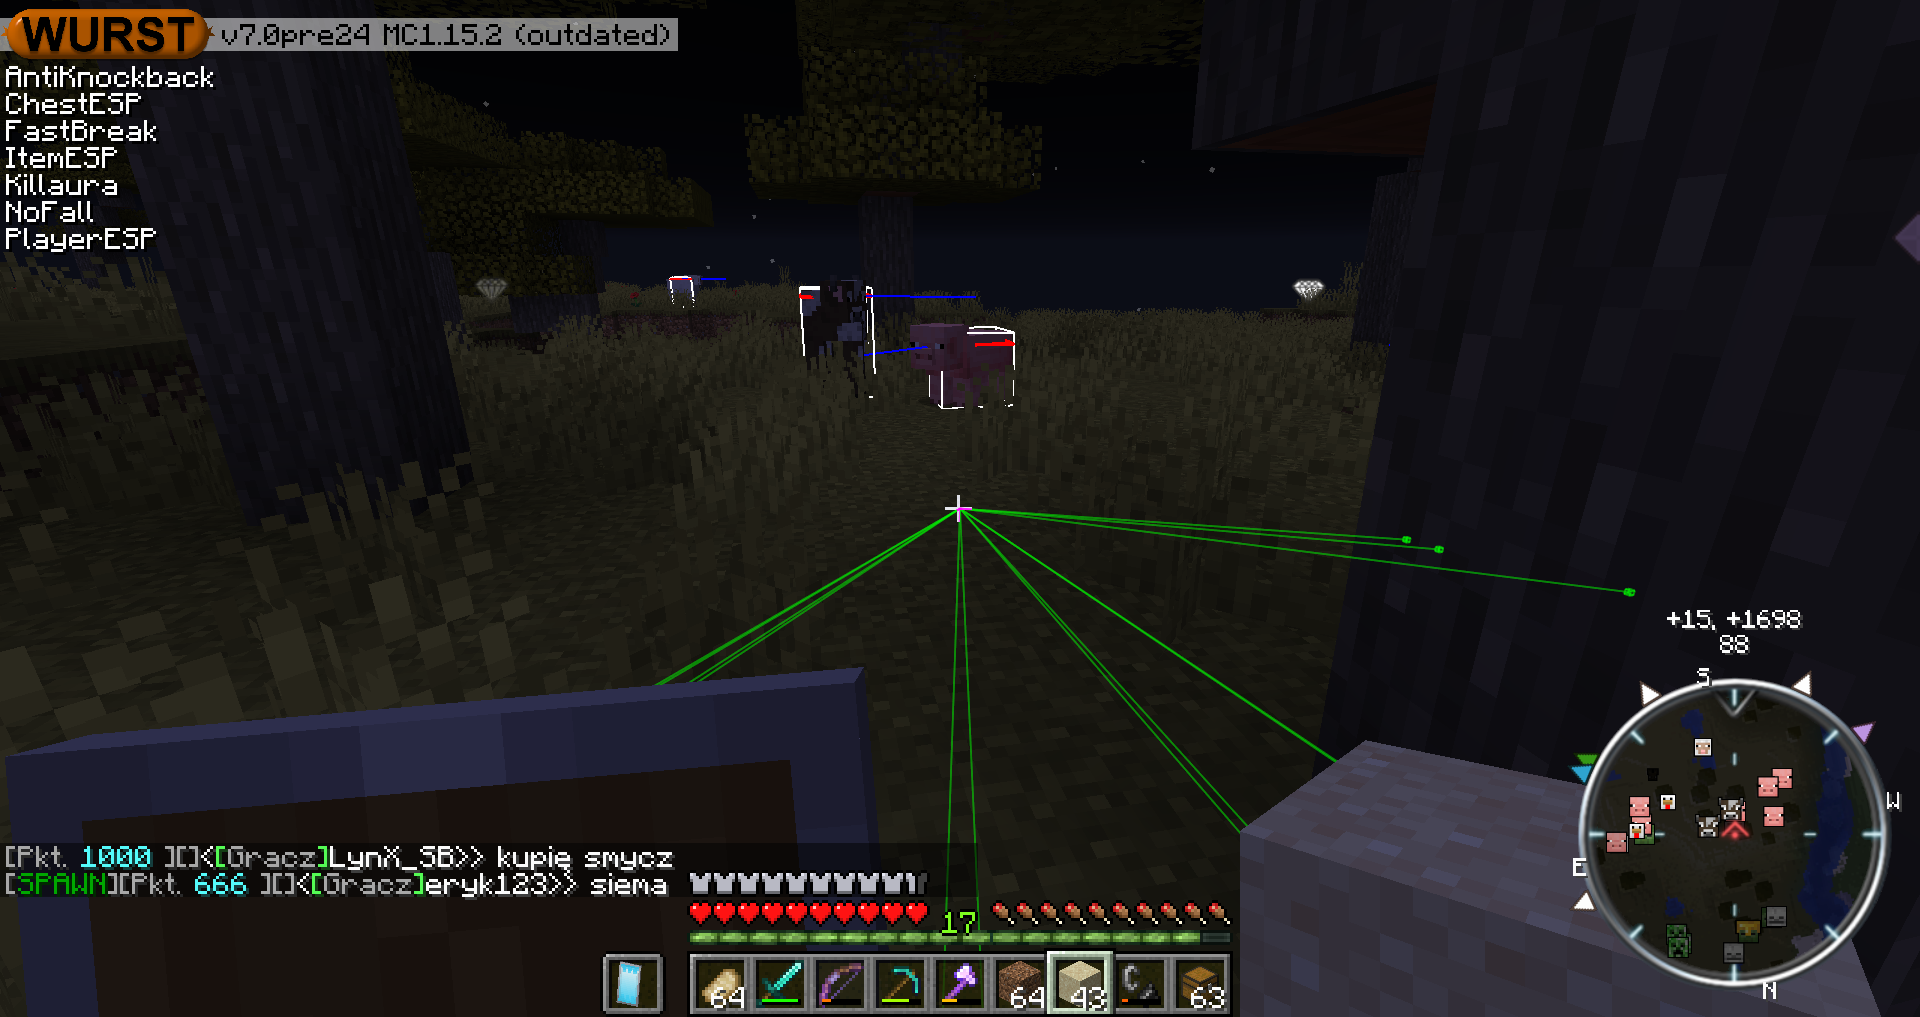 WURST v7.0pre24 MC1.15.2 (outdated)
AntiKnockback
ChestESP
FastBreak
ItemESP
Killaura
NoFall
PlayerESP
+15, +1698
88
S
W
E
N
[Pkt. 1000 ][]<[Gracz]LynX_SB>> kupię smycz
[SPAWN][Pkt. 666 ][]<[Gracz]eryk123>> siema
17
64
64
43
63